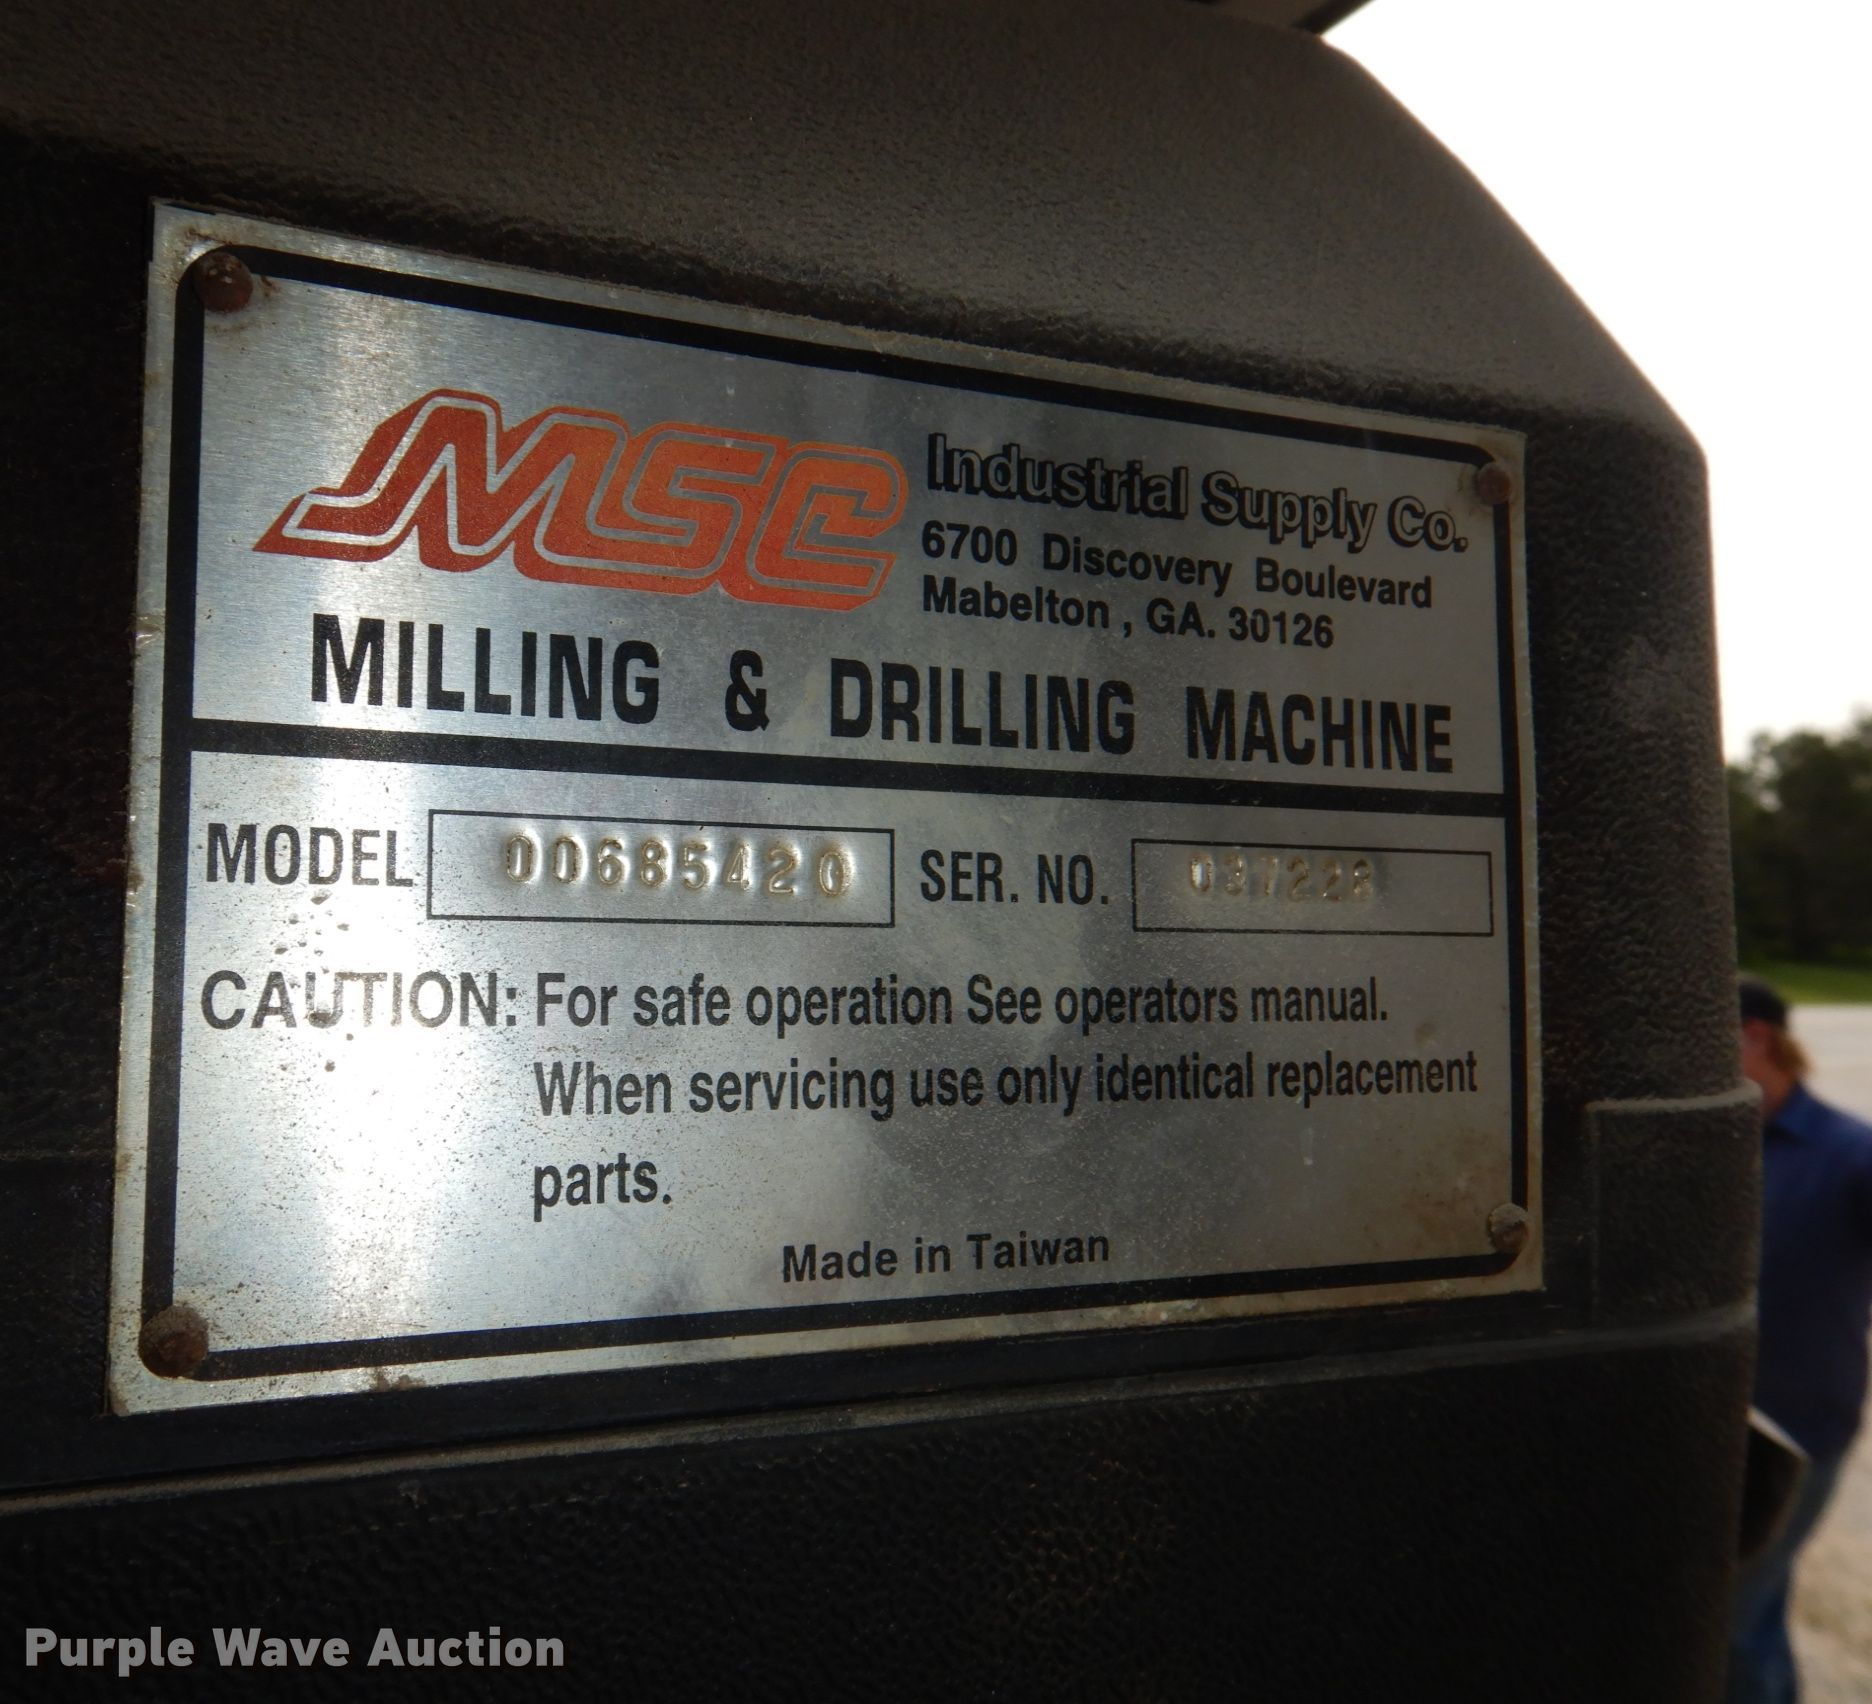 MSC Industrial Supply Co.
6700 Discovery Boulevard
Mabelton , GA. 30126
MILLING & DRILLING MACHINE
MODEL 00685420 SER. NO. 037228
CAUTION: For safe operation See operators manual.
When servicing use only identical replacement
parts.
Made in Taiwan
Purple Wave Auction